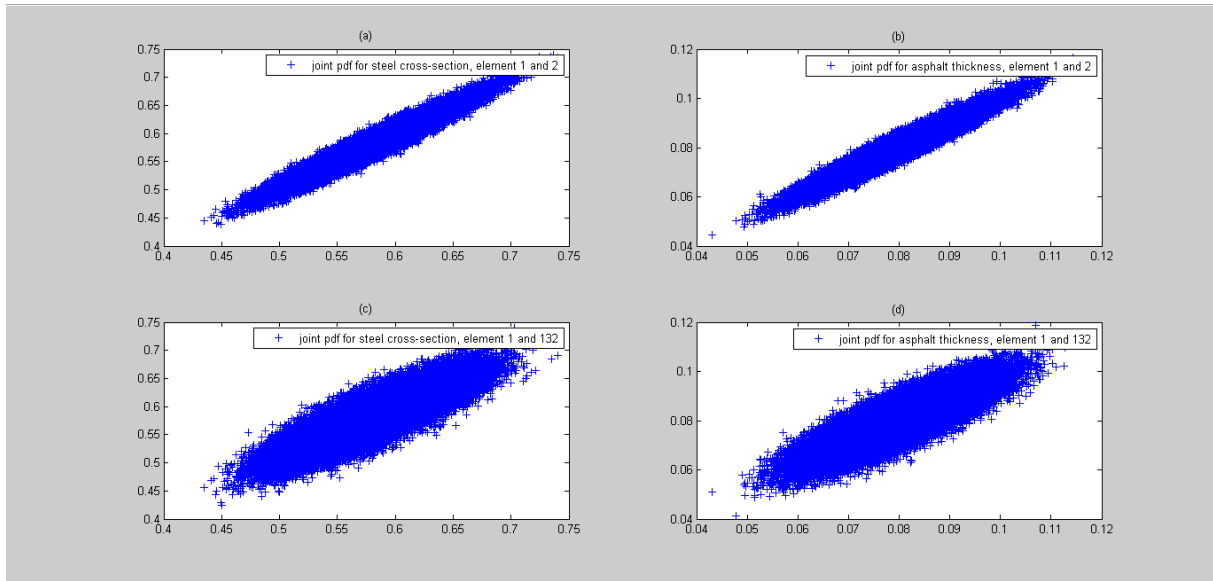 (a)
0.75
0.7
0.65
0.6
0.55
0.5
0.45
0.4
joint pdf for steel cross-section, element 1 and 2
0.4 0.45 0.5 0.55 0.6 0.65 0.7 0.75
(b)
0.12
0.1
0.08
0.06
0.04
joint pdf for asphalt thickness, element 1 and 2
0.04 0.05 0.06 0.07 0.08 0.09 0.1 0.11 0.12
(c)
0.75
0.7
0.65
0.6
0.55
0.5
0.45
0.4
joint pdf for steel cross-section, element 1 and 132
0.4 0.45 0.5 0.55 0.6 0.65 0.7 0.75
(d)
0.12
0.1
0.08
0.06
0.04
joint pdf for asphalt thickness, element 1 and 132
0.04 0.05 0.06 0.07 0.08 0.09 0.1 0.11 0.12